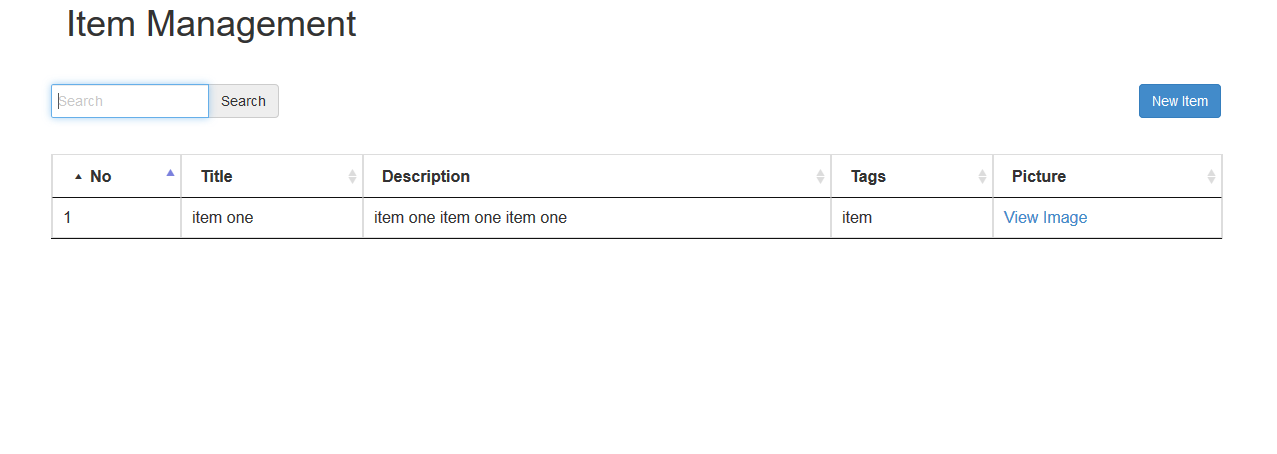 Item Management
Search Search New Item
No Title Description Tags Picture
1 item one item one item one item one item View Image